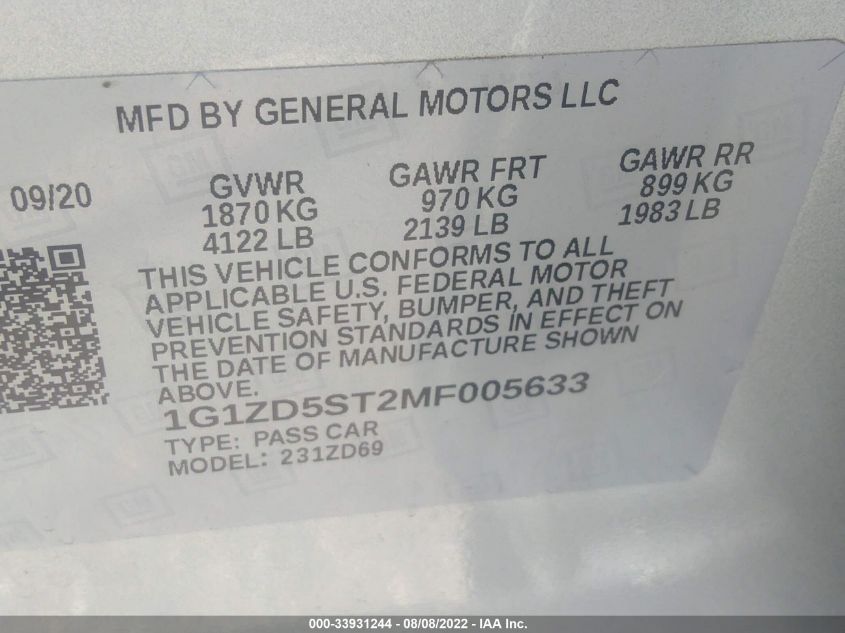 MFD BY GENERAL MOTORS LLC
09/20
GVWR
1870 KG
4122 LB
GAWR FRT
970 KG
2139 LB
GAWR RR
899 KG
1983 LB
THIS VEHICLE CONFORMS TO ALL
APPLICABLE U.S. FEDERAL MOTOR
VEHICLE SAFETY, BUMPER, AND THEFT
PREVENTION STANDARDS IN EFFECT ON
THE DATE OF MANUFACTURE SHOWN
ABOVE.
1G1ZD5ST2MF005633
TYPE: PASS CAR
MODEL: 231ZD69
000-33931244 - 08/08/2022 - IAA Inc.